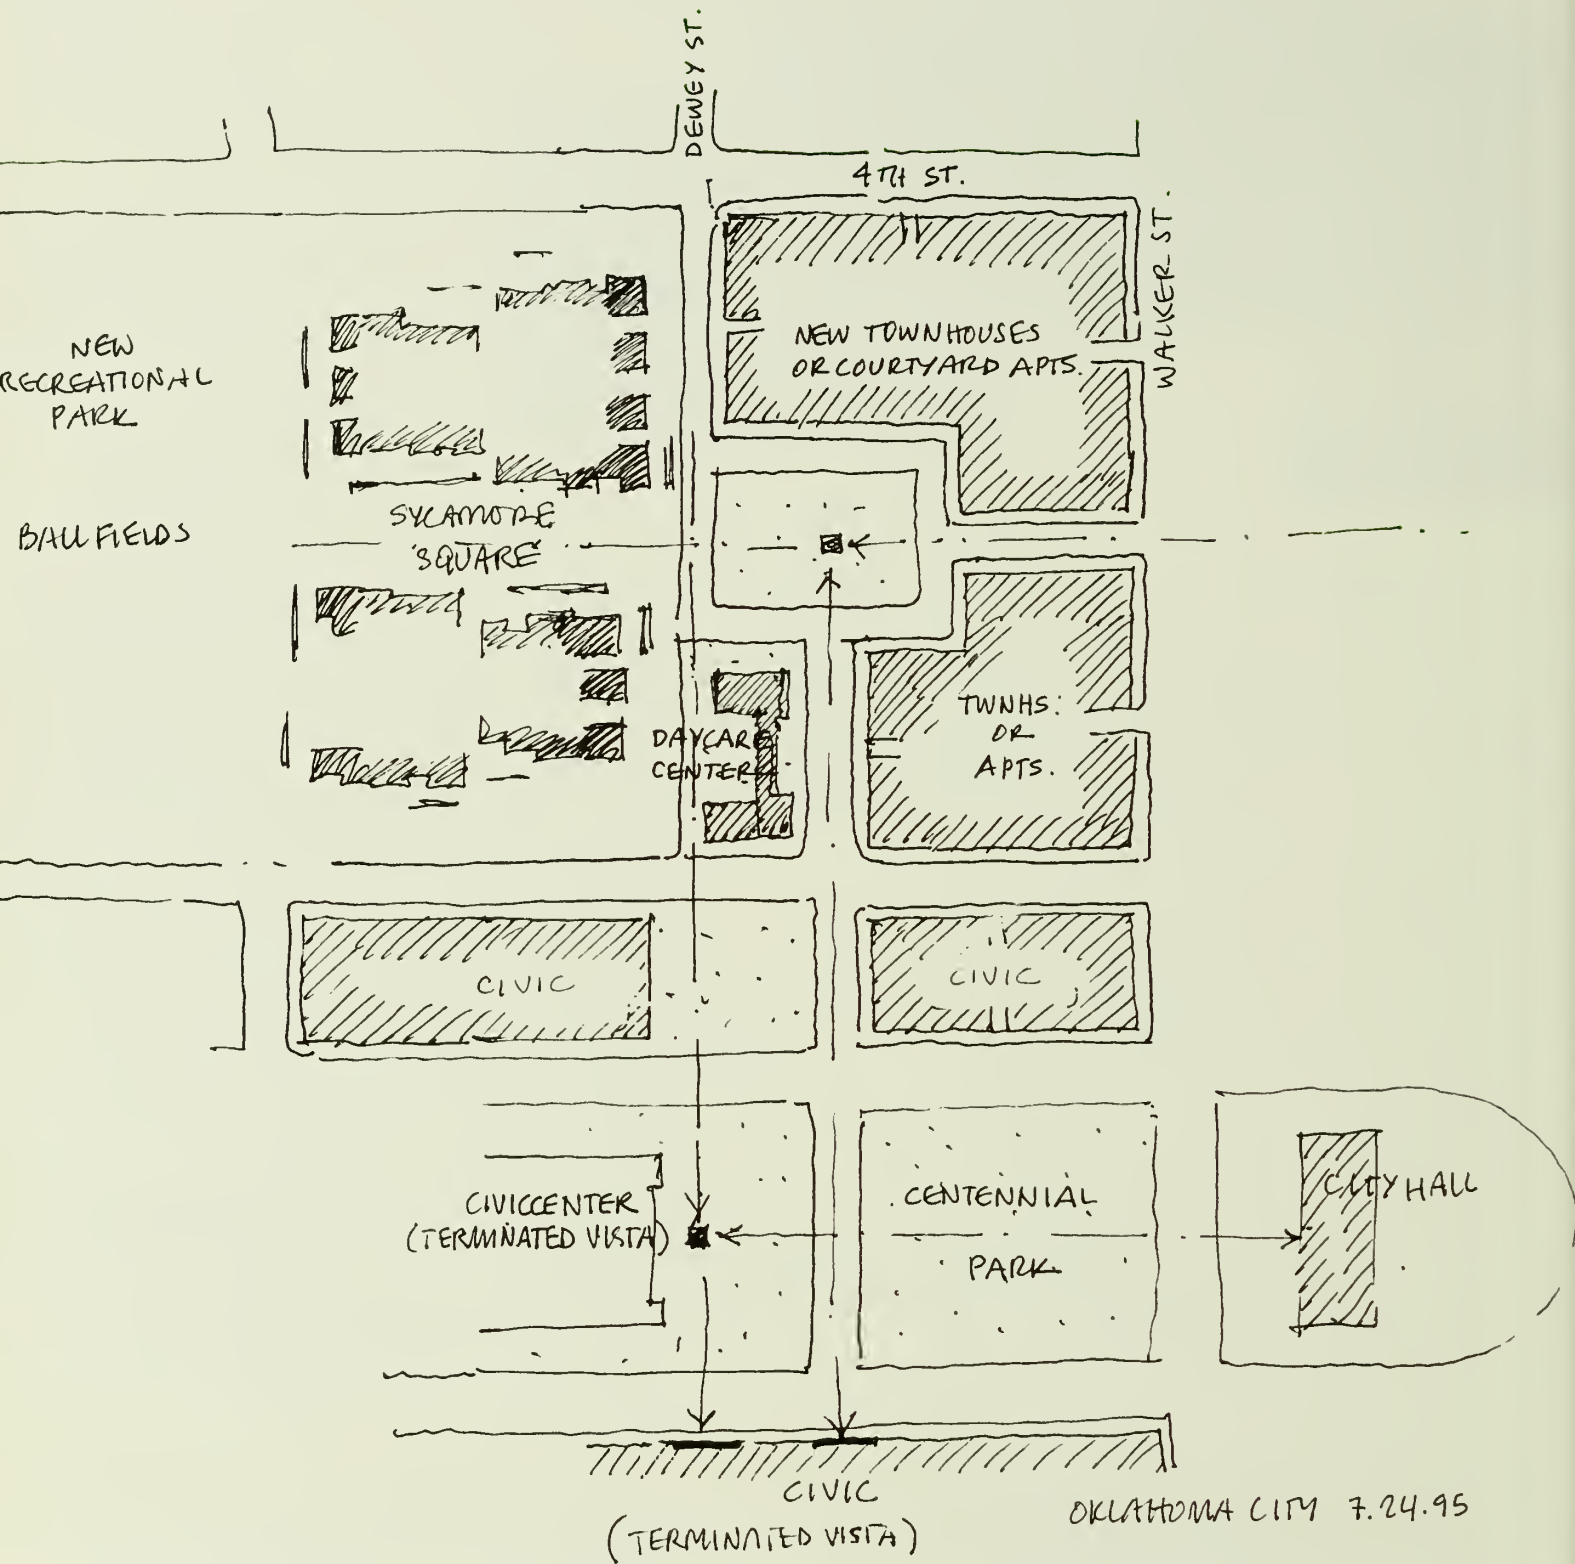 DEWEY ST.
4TH ST.
WALKER ST.
NEW
RECREATIONAL
PARK
NEW TOWNHOUSES
OR COURTYARD APTS.
BALLFIELDS
SYCAMORE
SQUARE
DAYCARE
CENTER
TWNHS.
OR
APTS.
CIVIC
CIVIC
CIVIC CENTER
(TERMINATED VISTA)
CENTENNIAL
PARK
CITY HALL
CIVIC
(TERMINATED VISTA)
OKLAHOMA CITY 7.24.95